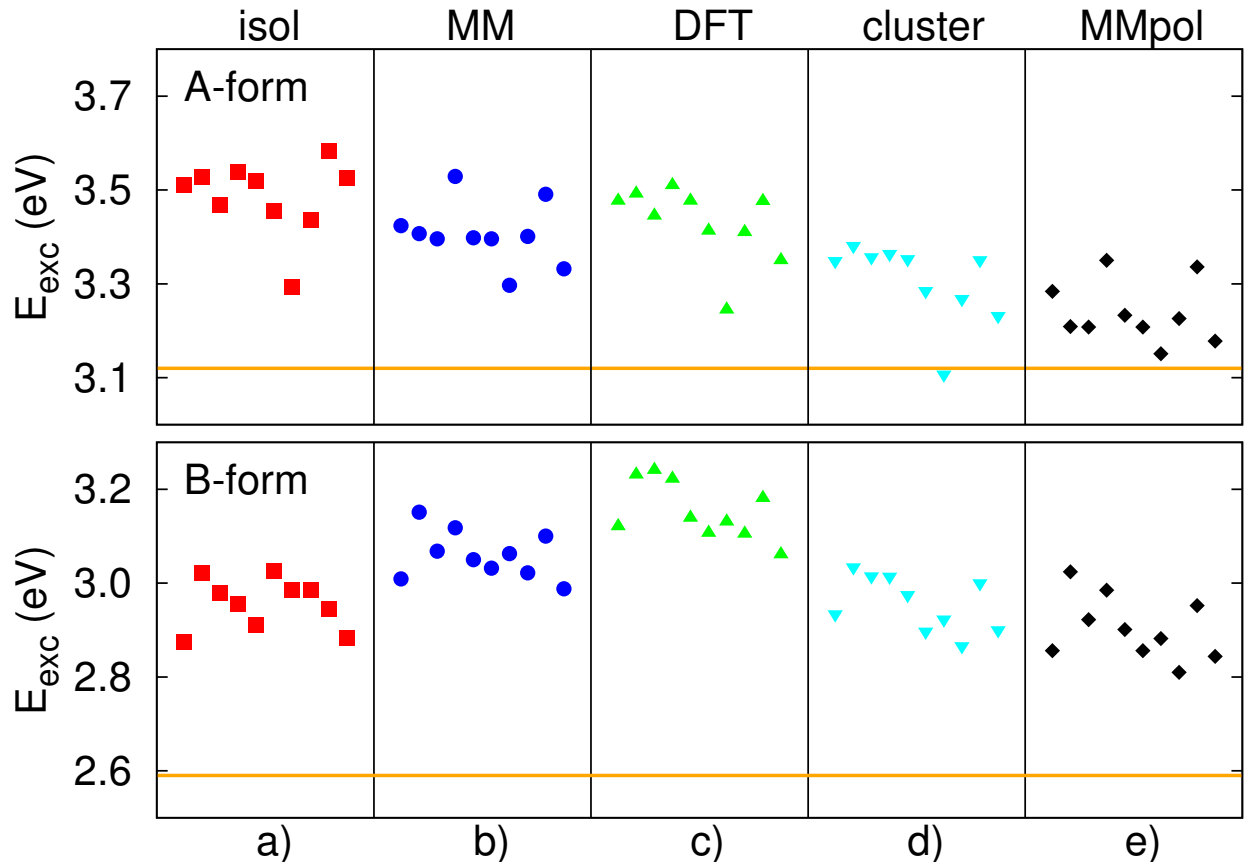 isol MM DFT cluster MMpol
A-form
3.7
3.5
3.3
3.1
E_exc (eV)
B-form
3.2
3.0
2.8
2.6
E_exc (eV)
a) b) c) d) e)